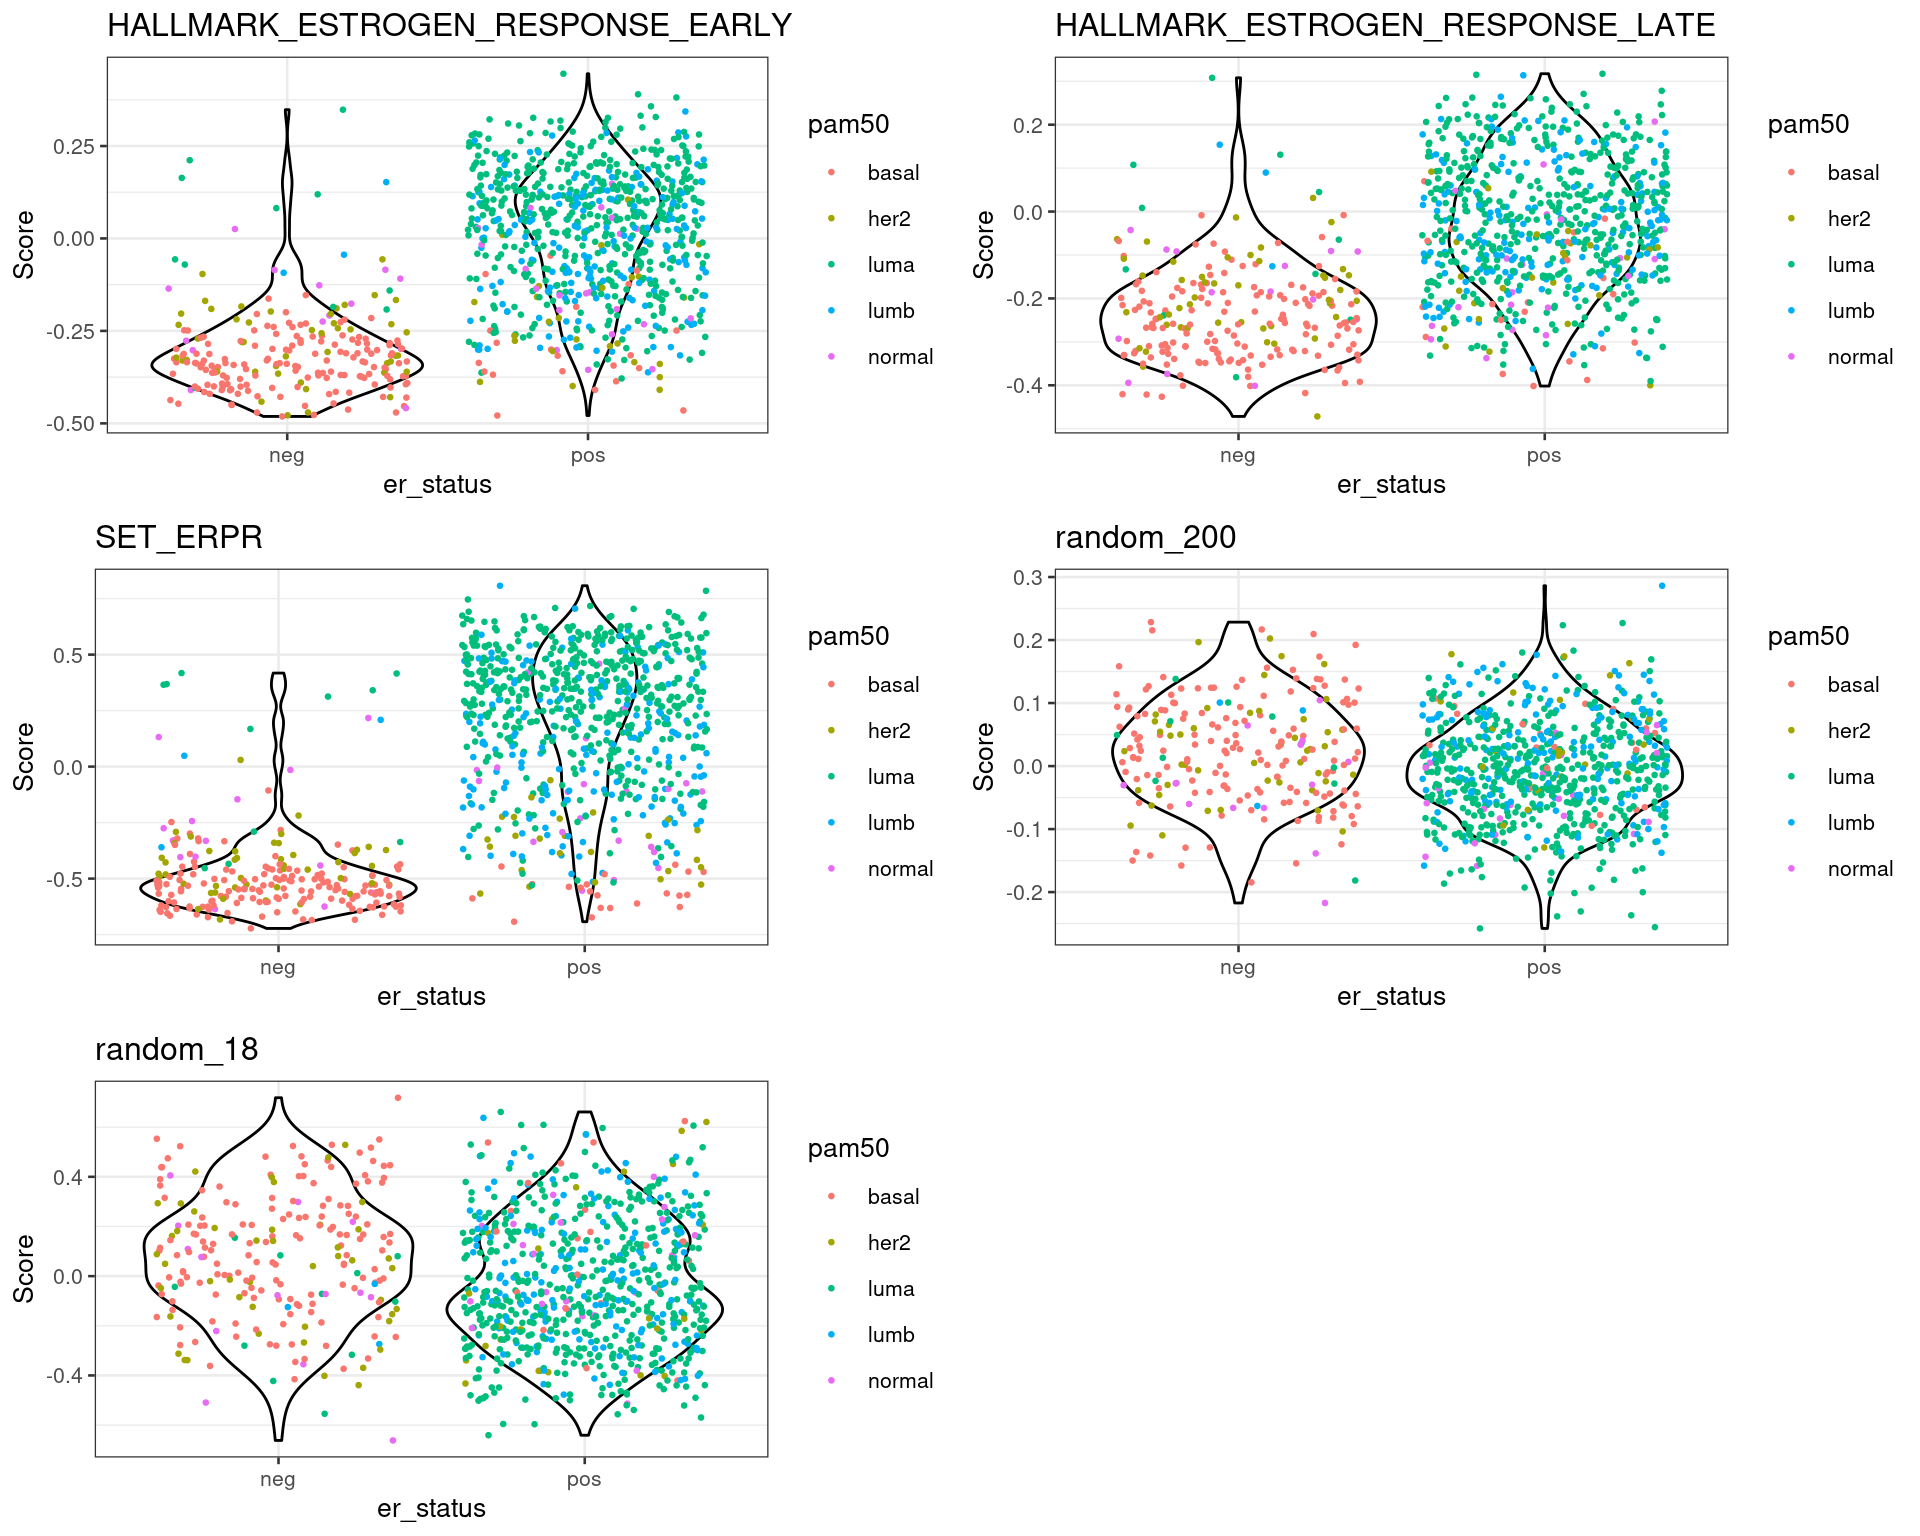 HALLMARK_ESTROGEN_RESPONSE_EARLY
Score
0.25
0.00
-0.25
-0.50
neg pos
er_status
pam50
basal
her2
luma
lumb
normal
HALLMARK_ESTROGEN_RESPONSE_LATE
Score
0.2
0.0
-0.2
-0.4
neg pos
er_status
pam50
basal
her2
luma
lumb
normal
SET_ERPR
Score
0.5
0.0
-0.5
neg pos
er_status
pam50
basal
her2
luma
lumb
normal
random_200
Score
0.3
0.2
0.1
0.0
-0.1
-0.2
neg pos
er_status
pam50
basal
her2
luma
lumb
normal
random_18
Score
0.4
0.0
-0.4
neg pos
er_status
pam50
basal
her2
luma
lumb
normal